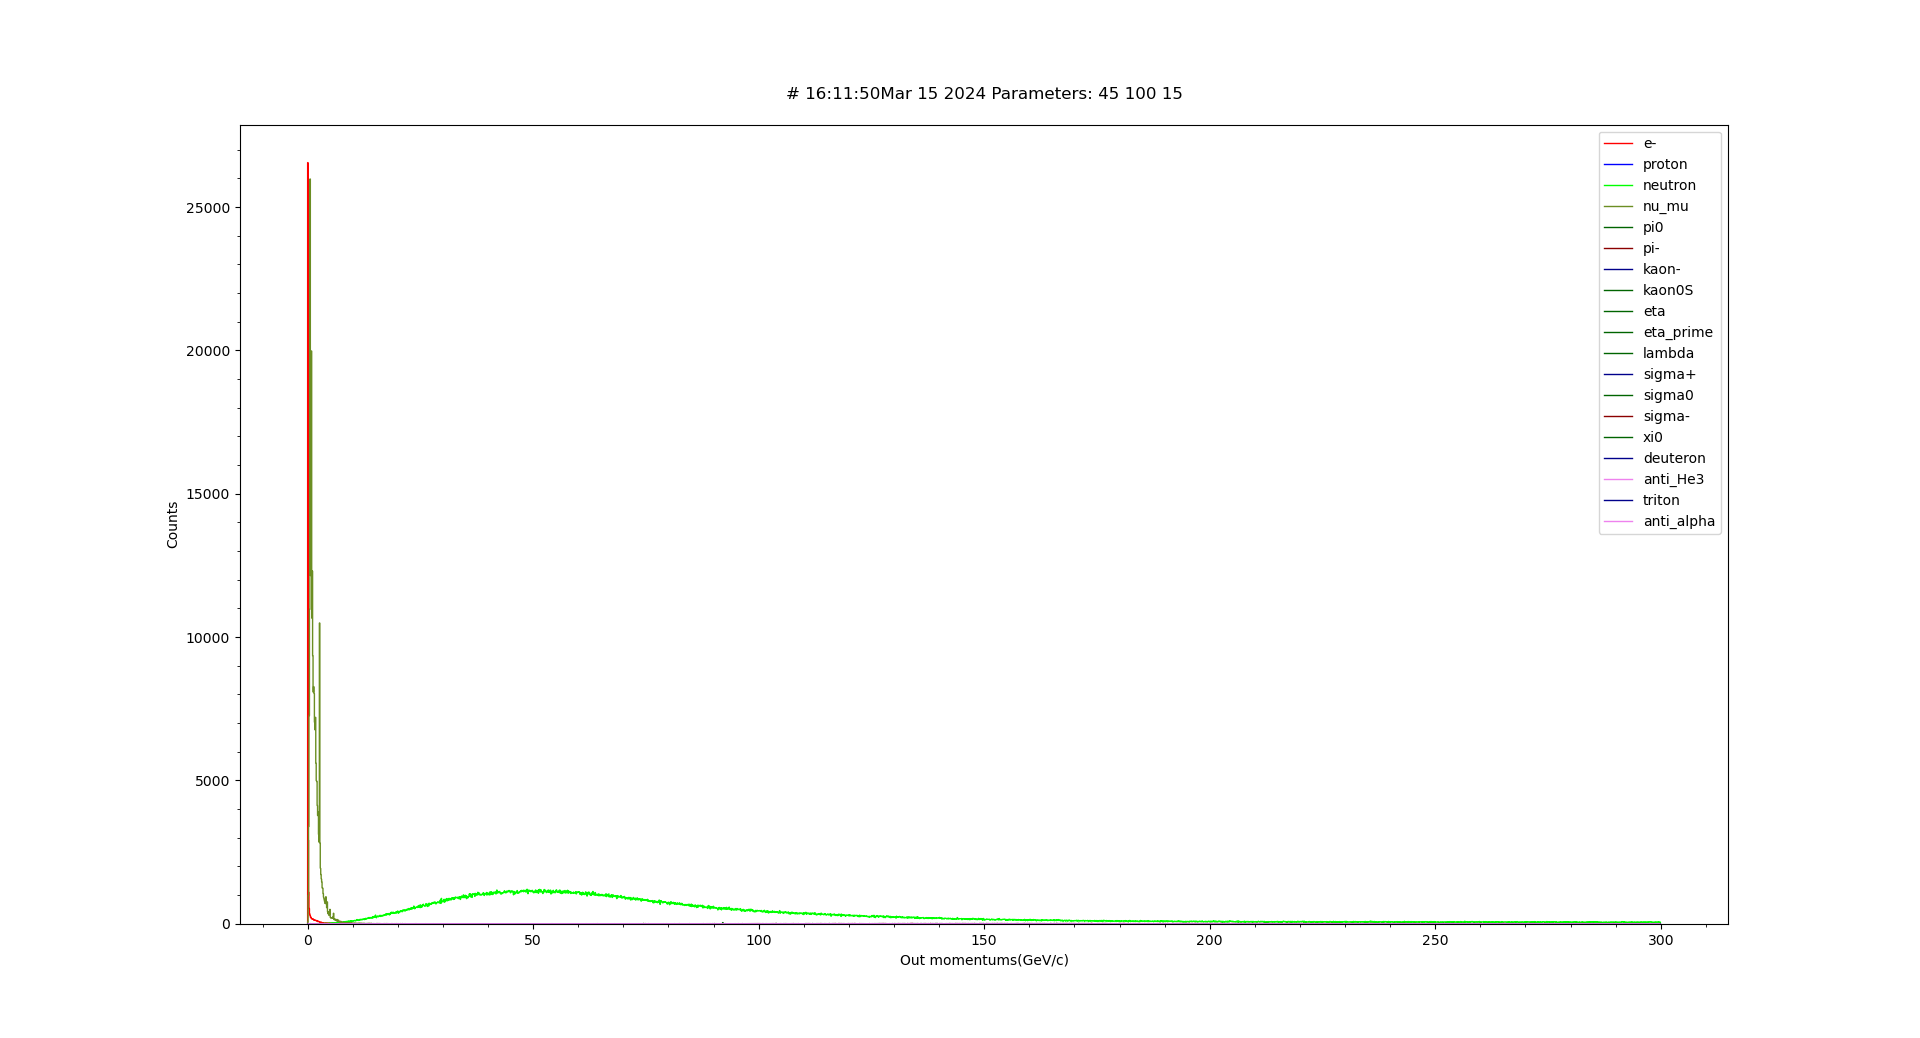 # 16:11:50Mar 15 2024 Parameters: 45 100 15
e-
proton
neutron
nu_mu
pi0
pi-
kaon-
kaon0S
eta
eta_prime
lambda
sigma+
sigma0
sigma-
xi0
deuteron
anti_He3
triton
anti_alpha
Counts
25000
20000
15000
10000
5000
0
0 50 100 150 200 250 300
Out momentums(GeV/c)